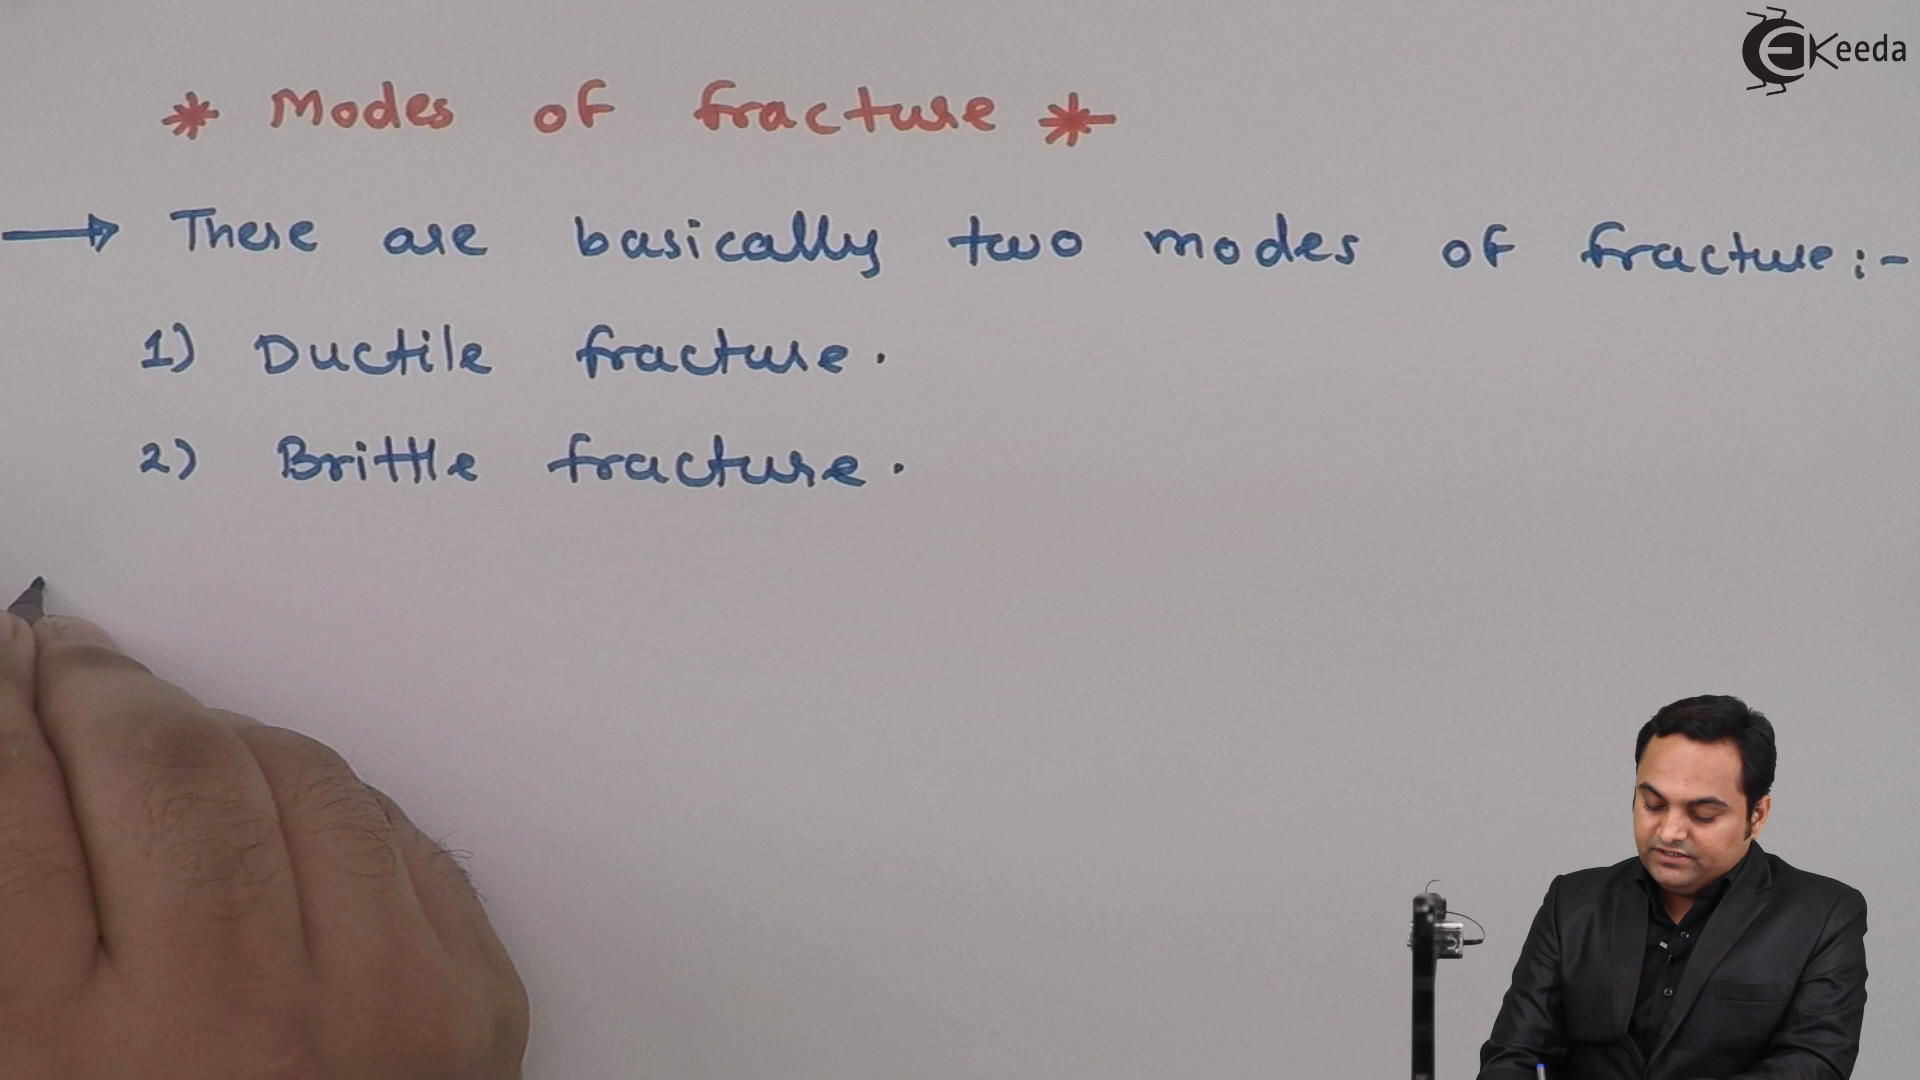 EKeeda
* Modes of fracture *
→ There are basically two modes of fracture:-
1) Ductile fracture.
2) Brittle fracture.